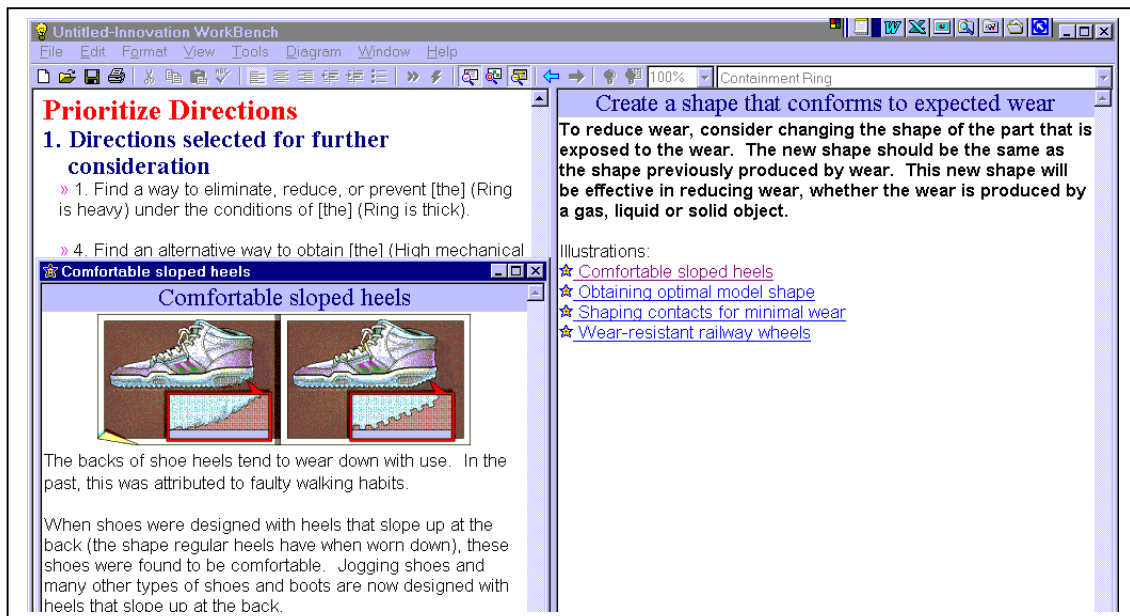 Untitled-Innovation WorkBench
File Edit Format View Tools Diagram Window Help
100% Containment Ring
Prioritize Directions
1. Directions selected for further
consideration
» 1. Find a way to eliminate, reduce, or prevent [the] (Ring
is heavy) under the conditions of [the] (Ring is thick).
» 4. Find an alternative way to obtain [the] (High mechanical
Comfortable sloped heels
Comfortable sloped heels
The backs of shoe heels tend to wear down with use. In the
past, this was attributed to faulty walking habits.
When shoes were designed with heels that slope up at the
back (the shape regular heels have when worn down), these
shoes were found to be comfortable. Jogging shoes and
many other types of shoes and boots are now designed with
heels that slope up at the back.
Create a shape that conforms to expected wear
To reduce wear, consider changing the shape of the part that is
exposed to the wear. The new shape should be the same as
the shape previously produced by wear. This new shape will
be effective in reducing wear, whether the wear is produced by
a gas, liquid or solid object.
Illustrations:
Comfortable sloped heels
Obtaining optimal model shape
Shaping contacts for minimal wear
Wear-resistant railway wheels